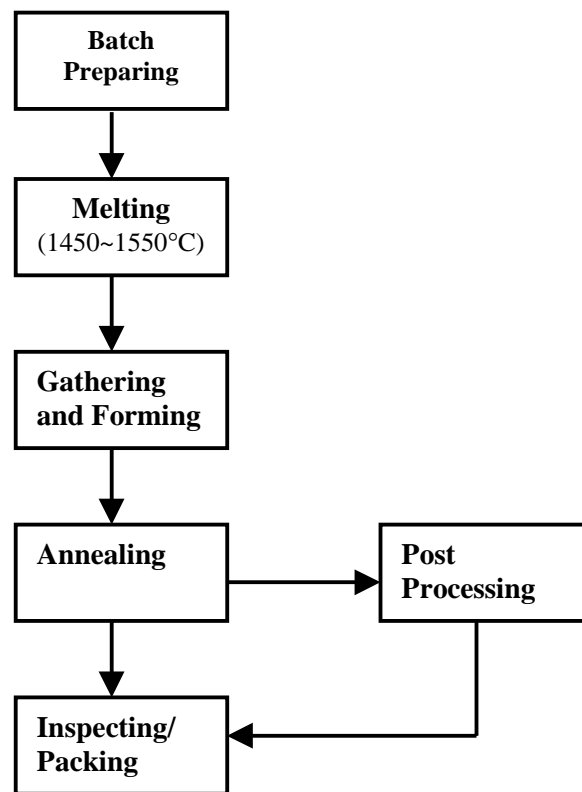 Batch
Preparing
Melting
(1450~1550°C)
Gathering
and Forming
Annealing
Post
Processing
Inspecting/
Packing